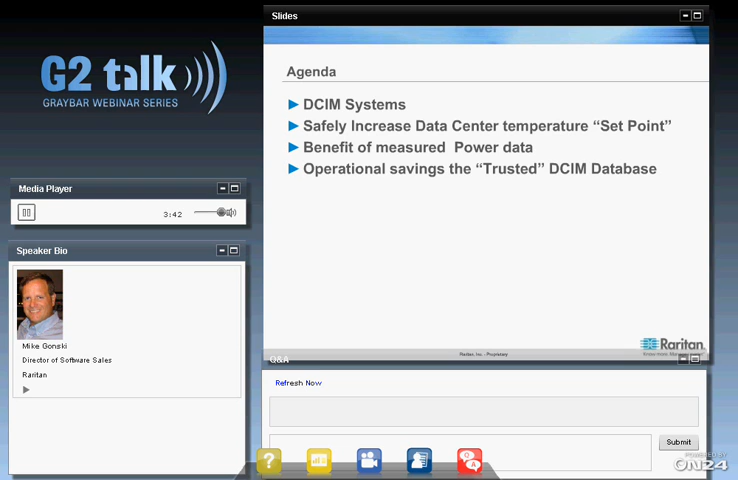 G2 talk
GRAYBAR WEBINAR SERIES
Slides
Agenda
DCIM Systems
Safely Increase Data Center temperature “Set Point”
Benefit of measured Power data
Operational savings the “Trusted” DCIM Database
Raritan
Raritan, Inc. - Proprietary
Media Player
3:42
Speaker Bio
Mike Gonski
Director of Software Sales
Raritan
Q&A
Refresh Now
Submit
?
Q
A
POWERED BY
ON24